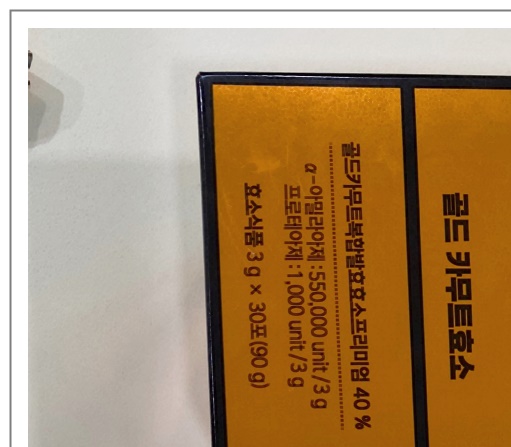 골드 카무트효소
골드카무트복합발효효소프리미엄 40 %
α-아밀라아제 : 550,000 unit / 3 g
프로테아제 : 1,000 unit / 3 g
효소식품 3 g × 30포(90 g)